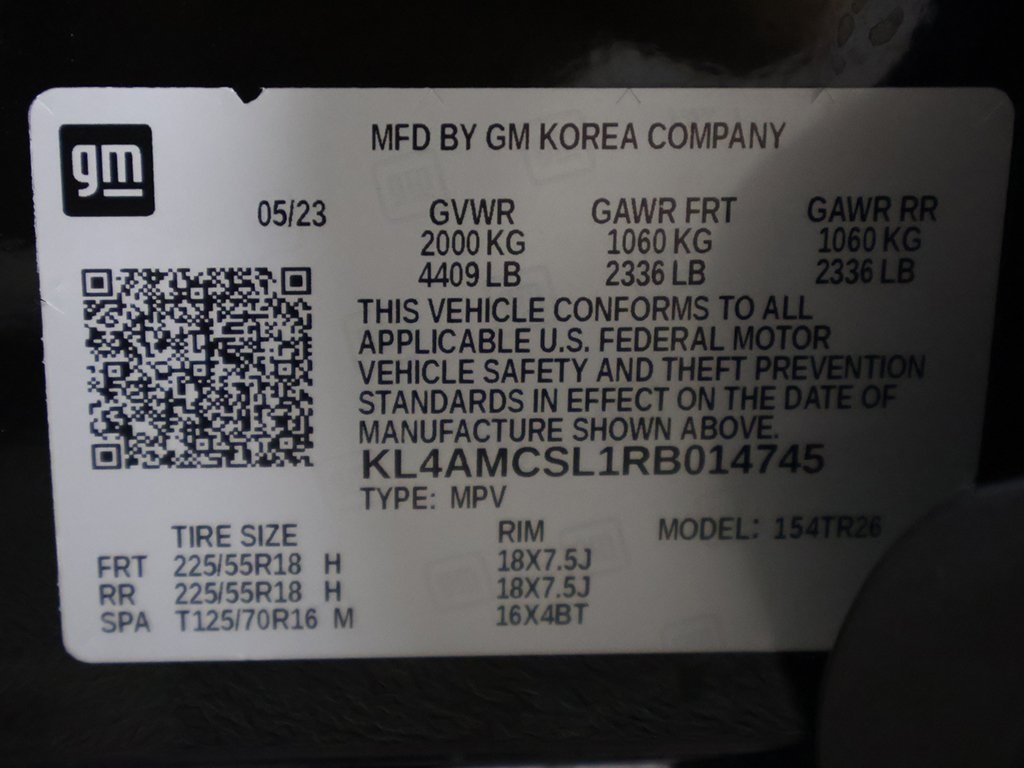 gm
MFD BY GM KOREA COMPANY
05/23 GVWR GAWR FRT GAWR RR
2000 KG 1060 KG 1060 KG
4409 LB 2336 LB 2336 LB
THIS VEHICLE CONFORMS TO ALL
APPLICABLE U.S. FEDERAL MOTOR
VEHICLE SAFETY AND THEFT PREVENTION
STANDARDS IN EFFECT ON THE DATE OF
MANUFACTURE SHOWN ABOVE.
KL4AMCSL1RB014745
TYPE: MPV
TIRE SIZE RIM MODEL: 154TR26
FRT 225/55R18 H 18X7.5J
RR 225/55R18 H 18X7.5J
SPA T125/70R16 M 16X4BT